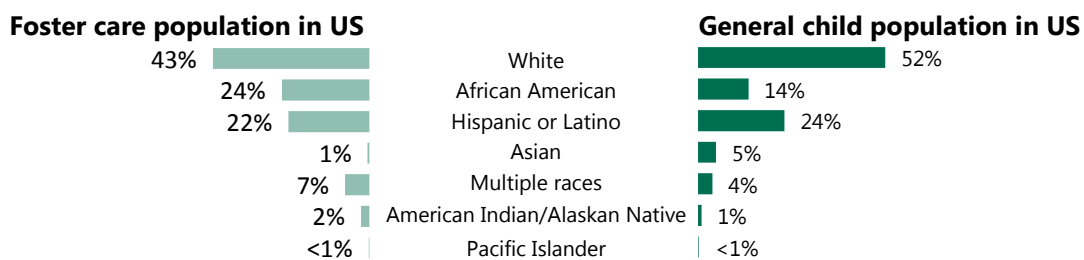 Foster care population in US General child population in US
43% White 52%
24% African American 14%
22% Hispanic or Latino 24%
1% Asian 5%
7% Multiple races 4%
2% American Indian/Alaskan Native 1%
<1% Pacific Islander <1%